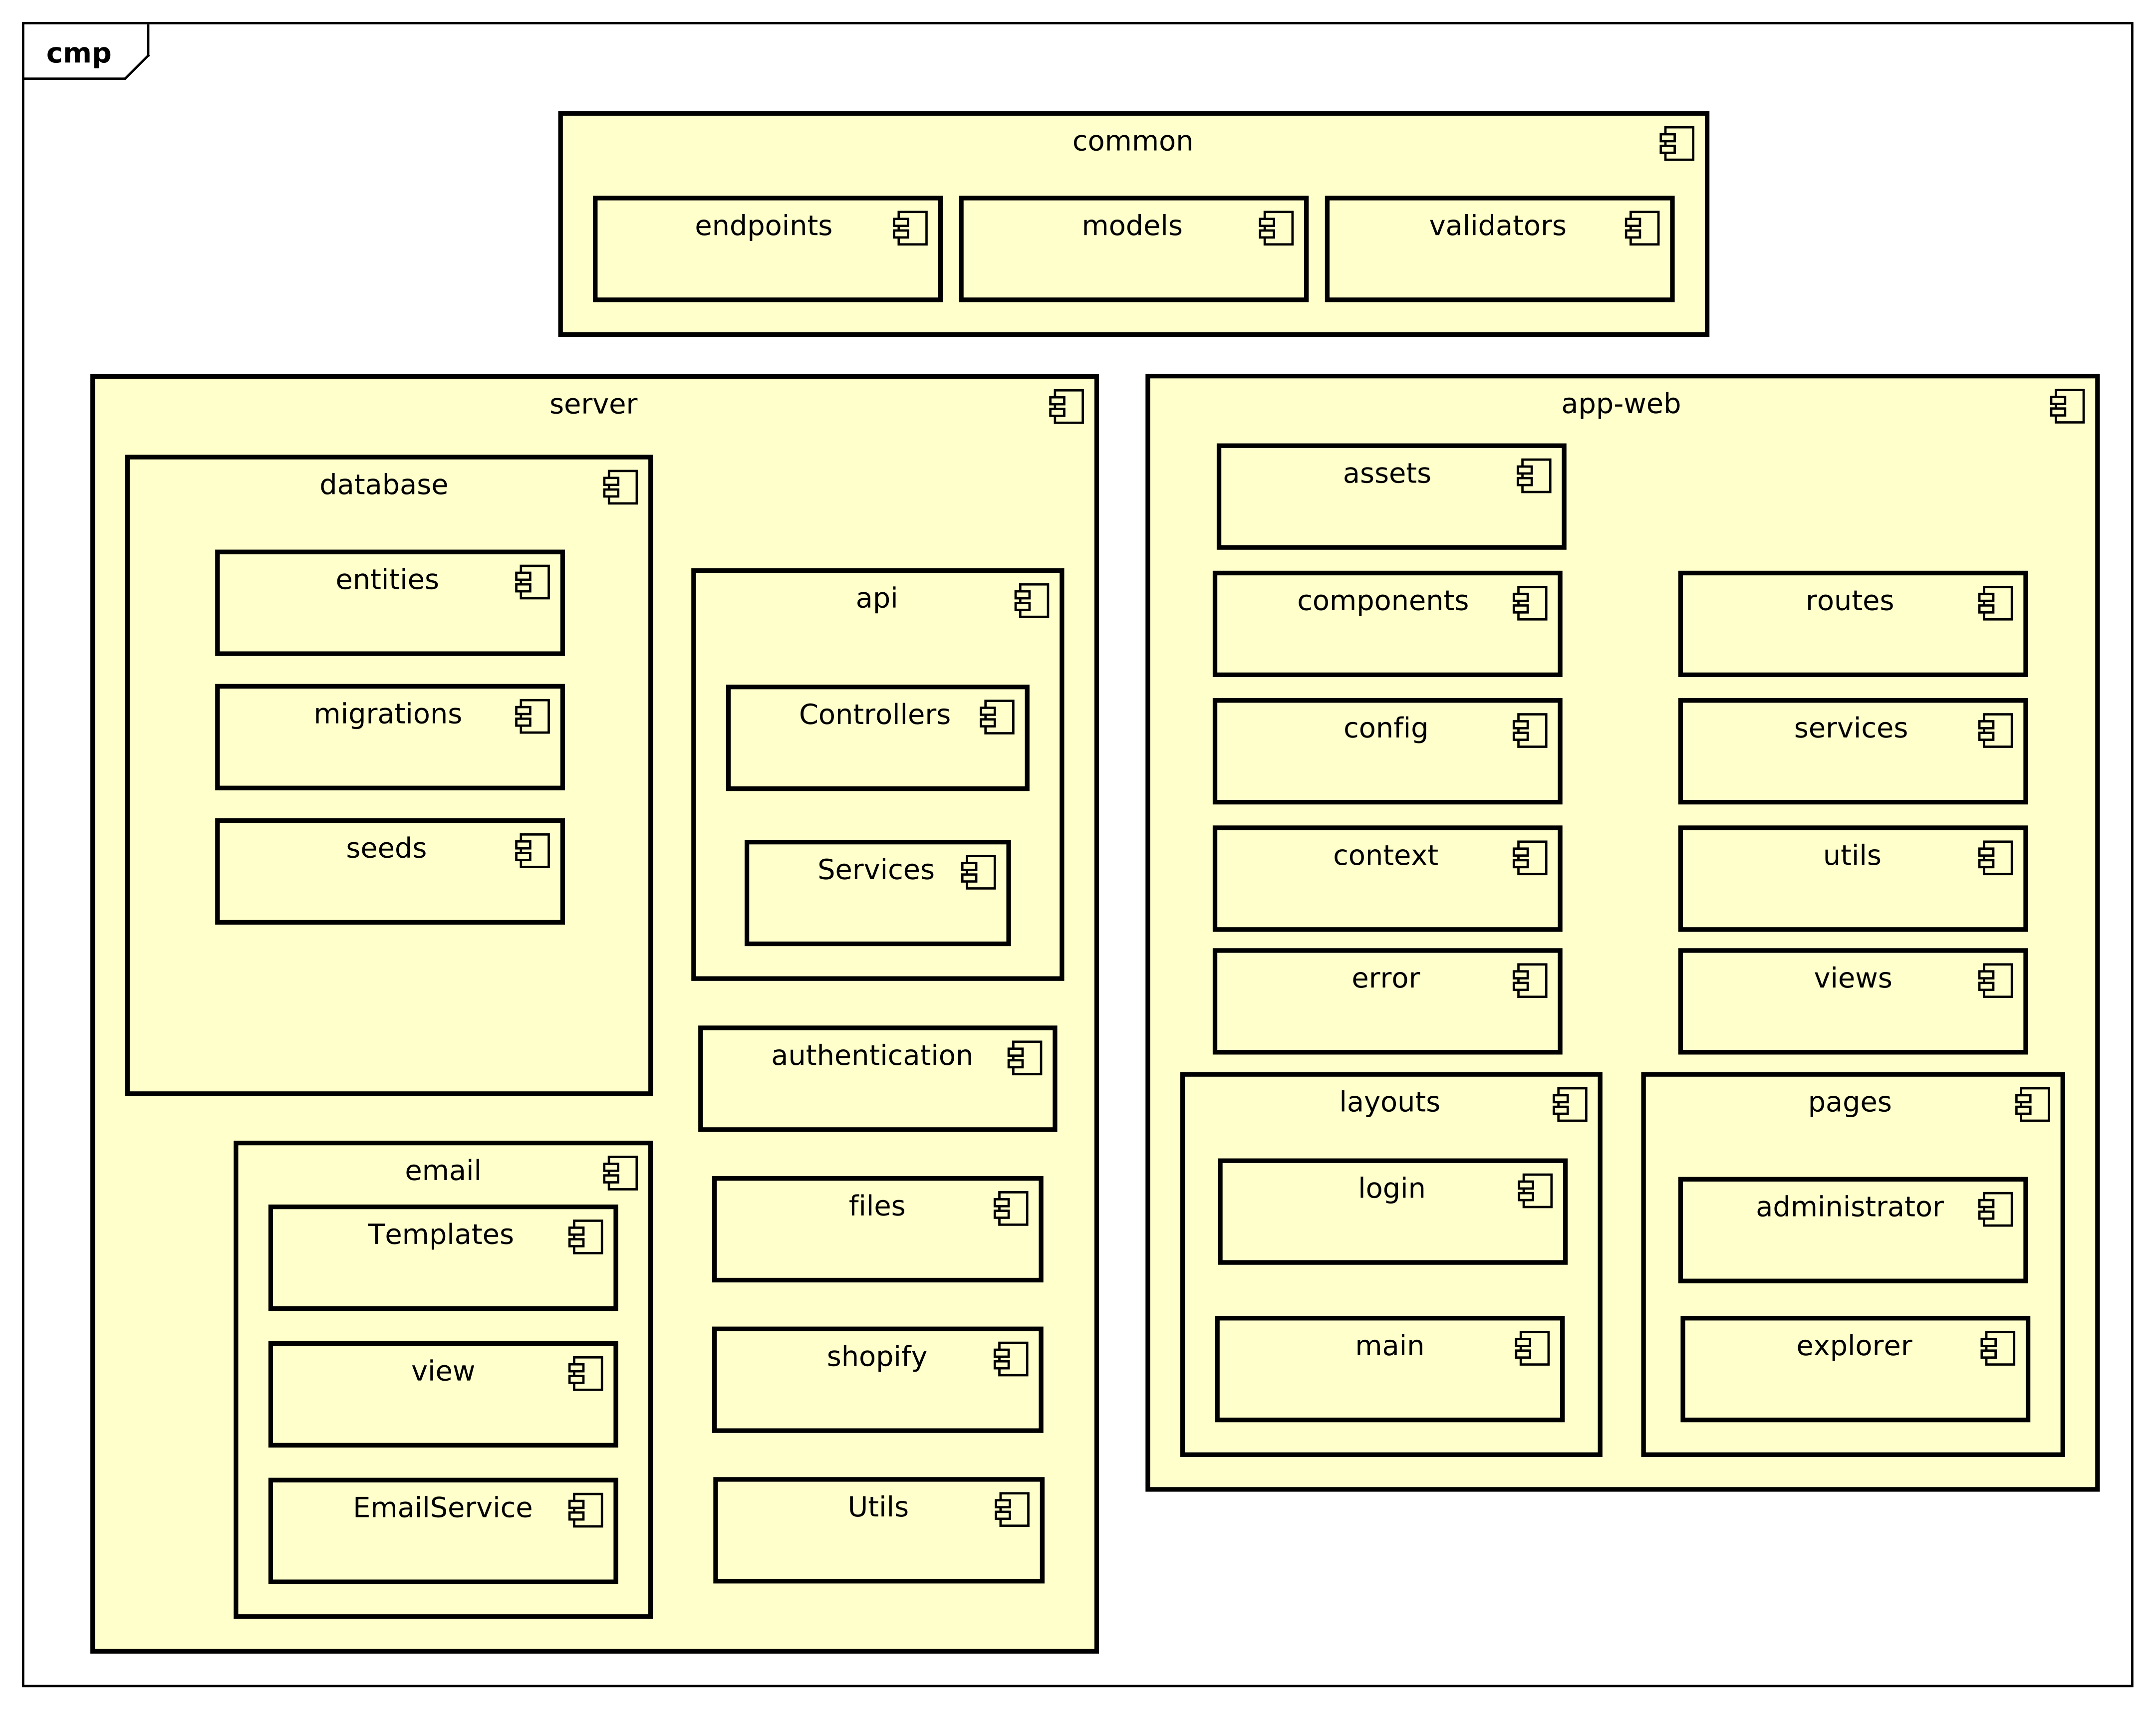 cmp
common
endpoints
models
validators
server
database
entities
migrations
seeds
api
Controllers
Services
authentication
email
Templates
view
EmailService
files
shopify
Utils
app-web
assets
components
config
context
error
routes
services
utils
views
layouts
login
main
pages
administrator
explorer